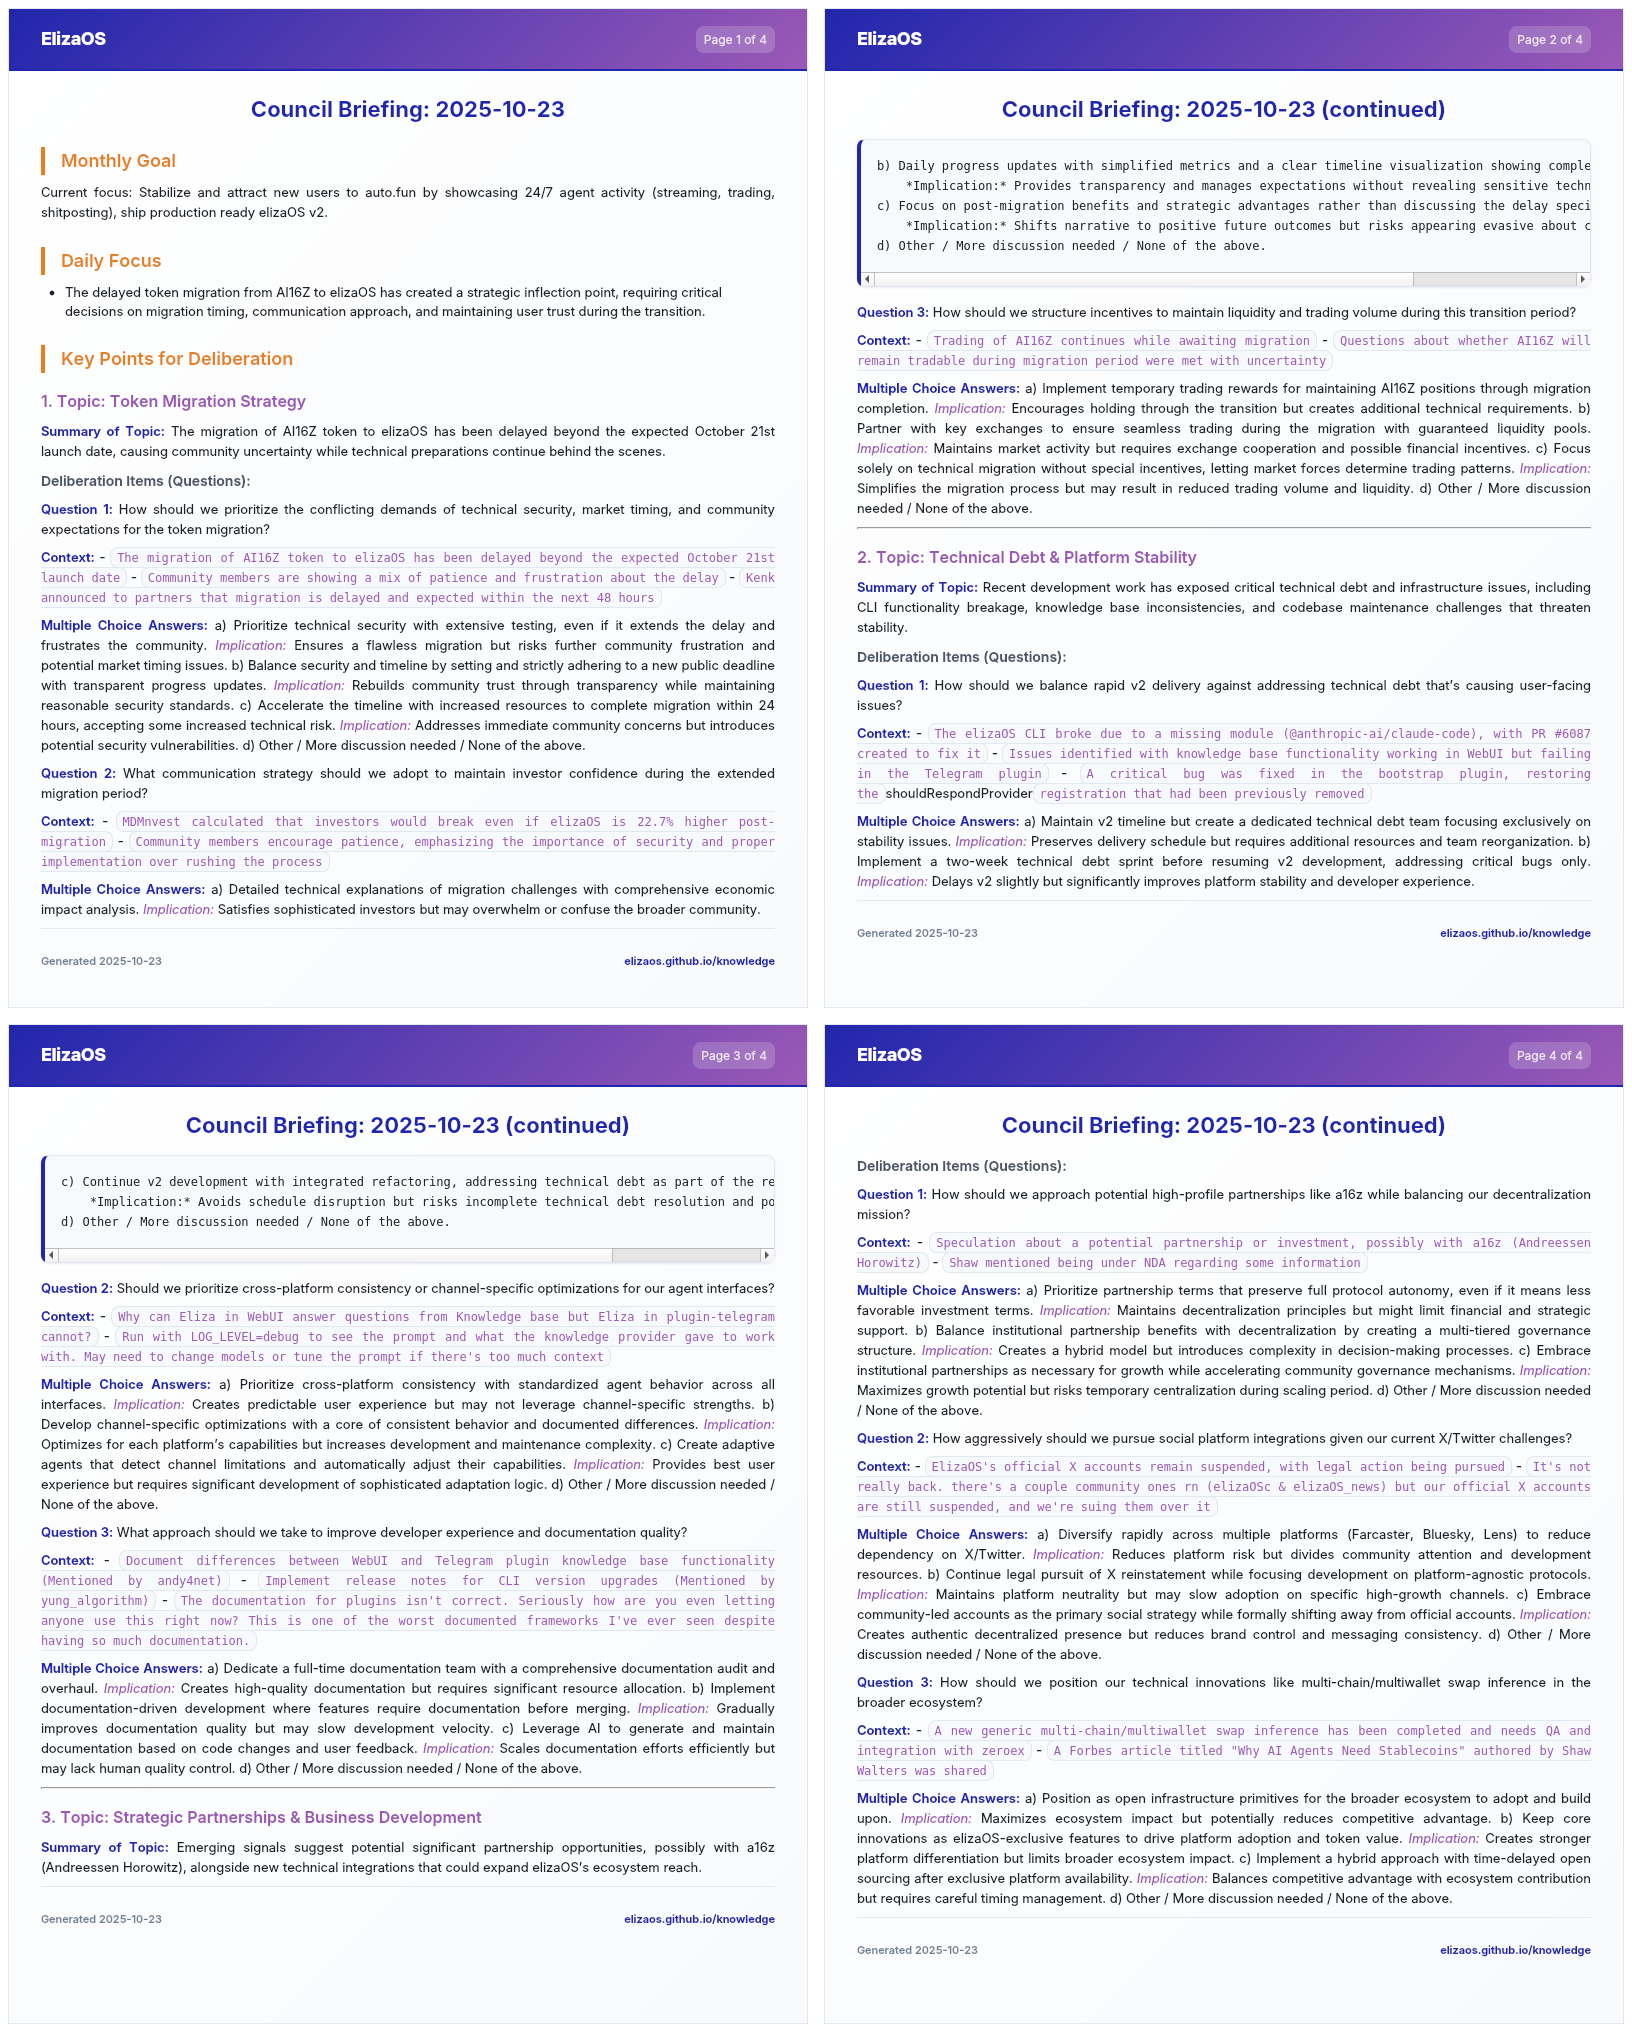 ElizaOS
Page 1 of 4
Council Briefing: 2025-10-23
Monthly Goal
Current focus: Stabilize and attract new users to auto.fun by showcasing 24/7 agent activity (streaming, trading,
shitposting), ship production ready elizaOS v2.
Daily Focus
• The delayed token migration from AI16Z to elizaOS has created a strategic inflection point, requiring critical
decisions on migration timing, communication approach, and maintaining user trust during the transition.
Key Points for Deliberation
1. Topic: Token Migration Strategy
Summary of Topic: The migration of AI16Z token to elizaOS has been delayed beyond the expected October 21st
launch date, causing community uncertainty while technical preparations continue behind the scenes.
Deliberation Items (Questions):
Question 1: How should we prioritize the conflicting demands of technical security, market timing, and community
expectations for the token migration?
Context: - The migration of AI16Z token to elizaOS has been delayed beyond the expected October 21st
launch date - Community members are showing a mix of patience and frustration about the delay - Kenk
announced to partners that migration is delayed and expected within the next 48 hours
Multiple Choice Answers: a) Prioritize technical security with extensive testing, even if it extends the delay and
frustrates the community. Implication: Ensures a flawless migration but risks further community frustration and
potential market timing issues. b) Balance security and timeline by setting and strictly adhering to a new public deadline
with transparent progress updates. Implication: Rebuilds community trust through transparency while maintaining
reasonable security standards. c) Accelerate the timeline with increased resources to complete migration within 24
hours, accepting some increased technical risk. Implication: Addresses immediate community concerns but introduces
potential security vulnerabilities. d) Other / More discussion needed / None of the above.
Question 2: What communication strategy should we adopt to maintain investor confidence during the extended
migration period?
Context: - MDMnvest calculated that investors would break even if elizaOS is 22.7% higher post-
migration - Community members encourage patience, emphasizing the importance of security and proper
implementation over rushing the process
Multiple Choice Answers: a) Detailed technical explanations of migration challenges with comprehensive economic
impact analysis. Implication: Satisfies sophisticated investors but may overwhelm or confuse the broader community.
Generated 2025-10-23
elizaos.github.io/knowledge
ElizaOS
Page 2 of 4
Council Briefing: 2025-10-23 (continued)
b) Daily progress updates with simplified metrics and a clear timeline visualization showing comple
*Implication:* Provides transparency and manages expectations without revealing sensitive techn
c) Focus on post-migration benefits and strategic advantages rather than discussing the delay speci
*Implication:* Shifts narrative to positive future outcomes but risks appearing evasive about c
d) Other / More discussion needed / None of the above.
Question 3: How should we structure incentives to maintain liquidity and trading volume during this transition period?
Context: - Trading of AI16Z continues while awaiting migration - Questions about whether AI16Z will
remain tradable during migration period were met with uncertainty
Multiple Choice Answers: a) Implement temporary trading rewards for maintaining AI16Z positions through migration
completion. Implication: Encourages holding through the transition but creates additional technical requirements. b)
Partner with key exchanges to ensure seamless trading during the migration with guaranteed liquidity pools.
Implication: Maintains market activity but requires exchange cooperation and possible financial incentives. c) Focus
solely on technical migration without special incentives, letting market forces determine trading patterns. Implication:
Simplifies the migration process but may result in reduced trading volume and liquidity. d) Other / More discussion
needed / None of the above.
2. Topic: Technical Debt & Platform Stability
Summary of Topic: Recent development work has exposed critical technical debt and infrastructure issues, including
CLI functionality breakage, knowledge base inconsistencies, and codebase maintenance challenges that threaten
stability.
Deliberation Items (Questions):
Question 1: How should we balance rapid v2 delivery against addressing technical debt that's causing user-facing
issues?
Context: - The elizaOS CLI broke due to a missing module (@anthropic-ai/claude-code), with PR #6087
created to fix it - Issues identified with knowledge base functionality working in WebUI but failing
in the Telegram plugin - A critical bug was fixed in the bootstrap plugin, restoring
the shouldRespondProvider registration that had been previously removed
Multiple Choice Answers: a) Maintain v2 timeline but create a dedicated technical debt team focusing exclusively on
stability issues. Implication: Preserves delivery schedule but requires additional resources and team reorganization. b)
Implement a two-week technical debt sprint before resuming v2 development, addressing critical bugs only.
Implication: Delays v2 slightly but significantly improves platform stability and developer experience.
Generated 2025-10-23
elizaos.github.io/knowledge
ElizaOS
Page 3 of 4
Council Briefing: 2025-10-23 (continued)
c) Continue v2 development with integrated refactoring, addressing technical debt as part of the re
*Implication:* Avoids schedule disruption but risks incomplete technical debt resolution and po
d) Other / More discussion needed / None of the above.
Question 2: Should we prioritize cross-platform consistency or channel-specific optimizations for our agent interfaces?
Context: - Why can Eliza in WebUI answer questions from Knowledge base but Eliza in plugin-telegram
cannot? - Run with LOG_LEVEL=debug to see the prompt and what the knowledge provider gave to work
with. May need to change models or tune the prompt if there's too much context
Multiple Choice Answers: a) Prioritize cross-platform consistency with standardized agent behavior across all
interfaces. Implication: Creates predictable user experience but may not leverage channel-specific strengths. b)
Develop channel-specific optimizations with a core of consistent behavior and documented differences. Implication:
Optimizes for each platform's capabilities but increases development and maintenance complexity. c) Create adaptive
agents that detect channel limitations and automatically adjust their capabilities. Implication: Provides best user
experience but requires significant development of sophisticated adaptation logic. d) Other / More discussion needed /
None of the above.
Question 3: What approach should we take to improve developer experience and documentation quality?
Context: - Document differences between WebUI and Telegram plugin knowledge base functionality
(Mentioned by andy4net) - Implement release notes for CLI version upgrades (Mentioned by
yung_algorithm) - The documentation for plugins isn't correct. Seriously how are you even letting
anyone use this right now? This is one of the worst documented frameworks I've ever seen despite
having so much documentation.
Multiple Choice Answers: a) Dedicate a full-time documentation team with a comprehensive documentation audit and
overhaul. Implication: Creates high-quality documentation but requires significant resource allocation. b) Implement
documentation-driven development where features require documentation before merging. Implication: Gradually
improves documentation quality but may slow development velocity. c) Leverage AI to generate and maintain
documentation based on code changes and user feedback. Implication: Scales documentation efforts efficiently but
may lack human quality control. d) Other / More discussion needed / None of the above.
3. Topic: Strategic Partnerships & Business Development
Summary of Topic: Emerging signals suggest potential significant partnership opportunities, possibly with a16z
(Andreessen Horowitz), alongside new technical integrations that could expand elizaOS's ecosystem reach.
Generated 2025-10-23
elizaos.github.io/knowledge
ElizaOS
Page 4 of 4
Council Briefing: 2025-10-23 (continued)
Deliberation Items (Questions):
Question 1: How should we approach potential high-profile partnerships like a16z while balancing our decentralization
mission?
Context: - Speculation about a potential partnership or investment, possibly with a16z (Andreessen
Horowitz) - Shaw mentioned being under NDA regarding some information
Multiple Choice Answers: a) Prioritize partnership terms that preserve full protocol autonomy, even if it means less
favorable investment terms. Implication: Maintains decentralization principles but might limit financial and strategic
support. b) Balance institutional partnership benefits with decentralization by creating a multi-tiered governance
structure. Implication: Creates a hybrid model but introduces complexity in decision-making processes. c) Embrace
institutional partnerships as necessary for growth while accelerating community governance mechanisms. Implication:
Maximizes growth potential but risks temporary centralization during scaling period. d) Other / More discussion needed
/ None of the above.
Question 2: How aggressively should we pursue social platform integrations given our current X/Twitter challenges?
Context: - ElizaOS's official X accounts remain suspended, with legal action being pursued - It's not
really back. there's a couple community ones rn (elizaOSc & elizaOS_news) but our official X accounts
are still suspended, and we're suing them over it
Multiple Choice Answers: a) Diversify rapidly across multiple platforms (Farcaster, Bluesky, Lens) to reduce
dependency on X/Twitter. Implication: Reduces platform risk but divides community attention and development
resources. b) Continue legal pursuit of X reinstatement while focusing development on platform-agnostic protocols.
Implication: Maintains platform neutrality but may slow adoption on specific high-growth channels. c) Embrace
community-led accounts as the primary social strategy while formally shifting away from official accounts. Implication:
Creates authentic decentralized presence but reduces brand control and messaging consistency. d) Other / More
discussion needed / None of the above.
Question 3: How should we position our technical innovations like multi-chain/multiwallet swap inference in the
broader ecosystem?
Context: - A new generic multi-chain/multiwallet swap inference has been completed and needs QA and
integration with zeroex - A Forbes article titled "Why AI Agents Need Stablecoins" authored by Shaw
Walters was shared
Multiple Choice Answers: a) Position as open infrastructure primitives for the broader ecosystem to adopt and build
upon. Implication: Maximizes ecosystem impact but potentially reduces competitive advantage. b) Keep core
innovations as elizaOS-exclusive features to drive platform adoption and token value. Implication: Creates stronger
platform differentiation but limits broader ecosystem impact. c) Implement a hybrid approach with time-delayed open
sourcing after exclusive platform availability. Implication: Balances competitive advantage with ecosystem contribution
but requires careful timing management. d) Other / More discussion needed / None of the above.
Generated 2025-10-23
elizaos.github.io/knowledge